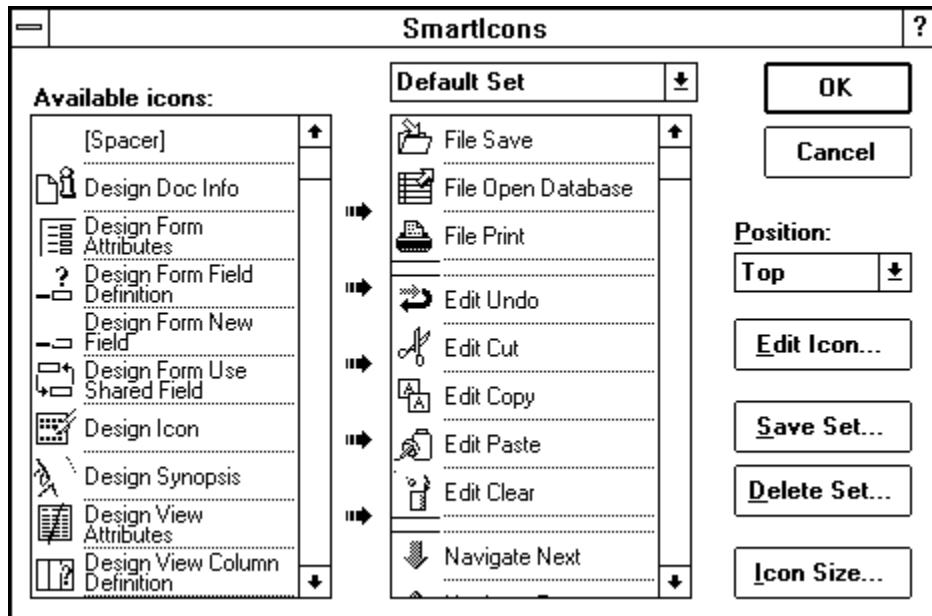 SmartIcons
?
Available icons:
[Spacer]
Design Doc Info
Design Form
Attributes
Design Form Field
Definition
Design Form New
Field
Design Form Use
Shared Field
Design Icon
Design Synopsis
Design View
Attributes
Design View Column
Definition
Default Set
File Save
File Open Database
File Print
Edit Undo
Edit Cut
Edit Copy
Edit Paste
Edit Clear
Navigate Next
OK
Cancel
Position:
Top
Edit Icon...
Save Set...
Delete Set...
Icon Size...